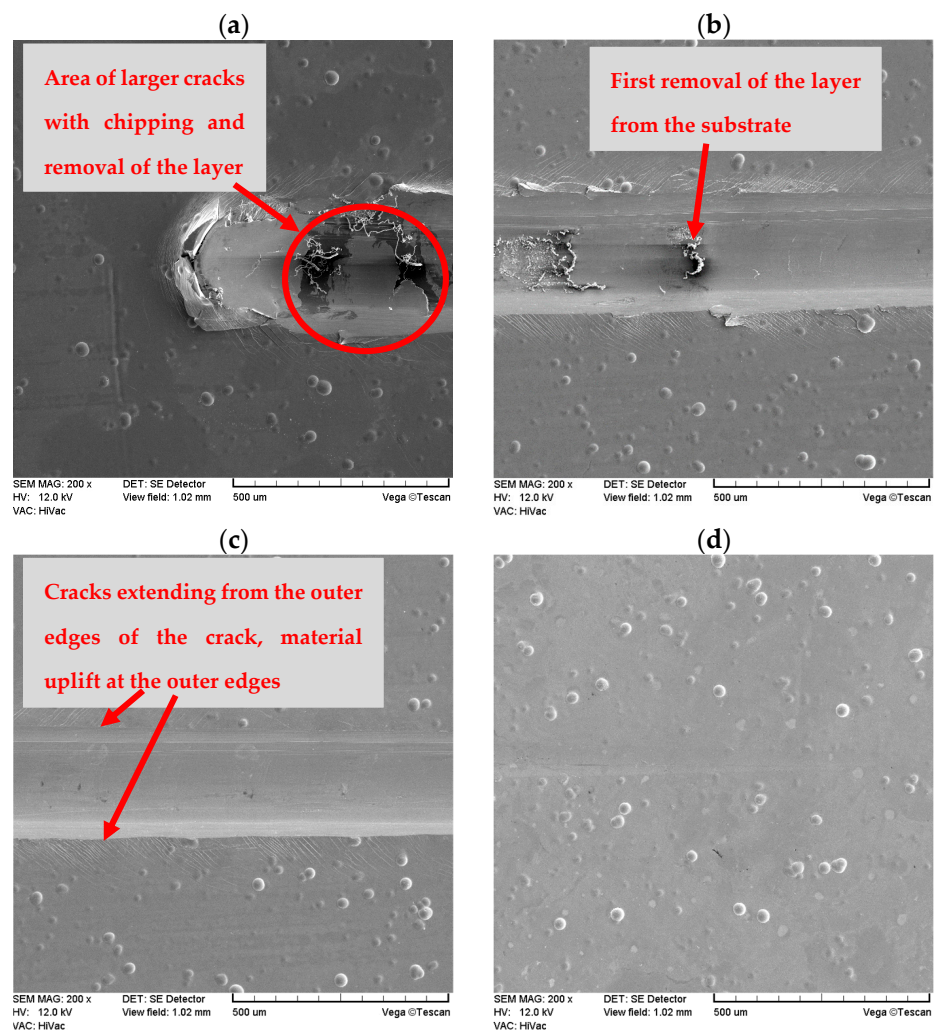 (a)
(b)
Area of larger cracks
with chipping and
removal of the layer
First removal of the layer
from the substrate
SEM MAG: 200 x DET: SE Detector
HV: 12.0 kV View field: 1.02 mm 500 um Vega ©Tescan
VAC: HiVac
SEM MAG: 200 x DET: SE Detector
HV: 12.0 kV View field: 1.02 mm 500 um Vega ©Tescan
VAC: HiVac
(c)
(d)
Cracks extending from the outer
edges of the crack, material
uplift at the outer edges
SEM MAG: 200 x DET: SE Detector
HV: 12.0 kV View field: 1.02 mm 500 um Vega ©Tescan
VAC: HiVac
SEM MAG: 200 x DET: SE Detector
HV: 12.0 kV View field: 1.02 mm 500 um Vega ©Tescan
VAC: HiVac